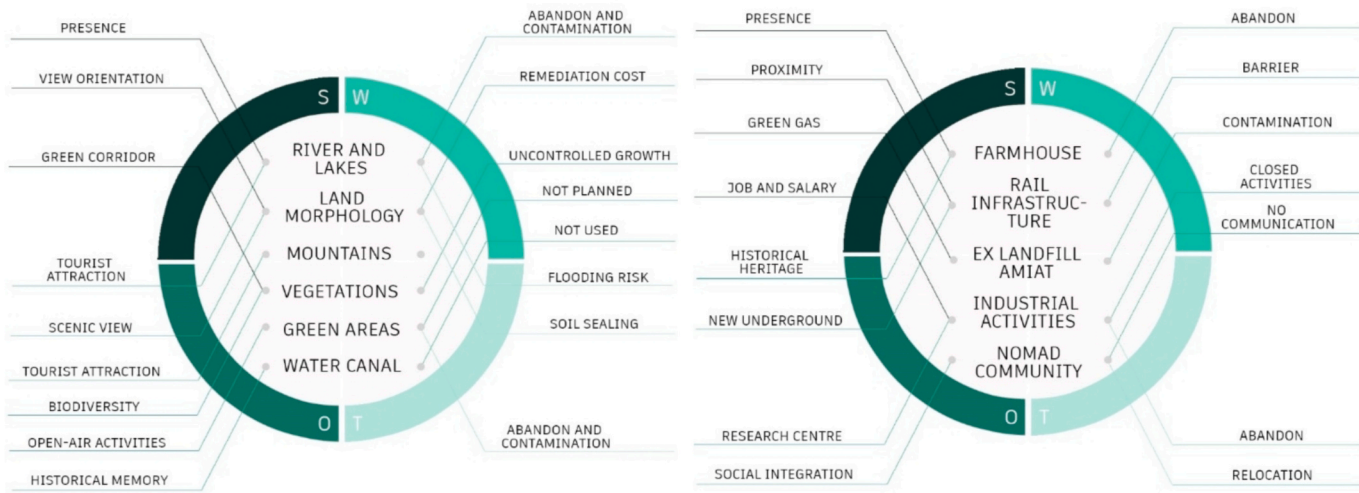 PRESENCE
VIEW ORIENTATION
GREEN CORRIDOR
TOURIST
ATTRACTION
SCENIC VIEW
TOURIST ATTRACTION
BIODIVERSITY
OPEN-AIR ACTIVITIES
HISTORICAL MEMORY
S
W
O
T
RIVER AND
LAKES
LAND
MORPHOLOGY
MOUNTAINS
VEGETATIONS
GREEN AREAS
WATER CANAL
ABANDON AND
CONTAMINATION
REMEDIATION COST
UNCONTROLLED GROWTH
NOT PLANNED
NOT USED
FLOODING RISK
SOIL SEALING
ABANDON AND
CONTAMINATION
PRESENCE
PROXIMITY
GREEN GAS
JOB AND SALARY
HISTORICAL
HERITAGE
NEW UNDERGROUND
RESEARCH CENTRE
SOCIAL INTEGRATION
S
W
O
T
FARMHOUSE
RAIL
INFRASTRUC-
TURE
EX LANDFILL
AMIAT
INDUSTRIAL
ACTIVITIES
NOMAD
COMMUNITY
ABANDON
BARRIER
CONTAMINATION
CLOSED
ACTIVITIES
NO
COMMUNICATION
ABANDON
RELOCATION